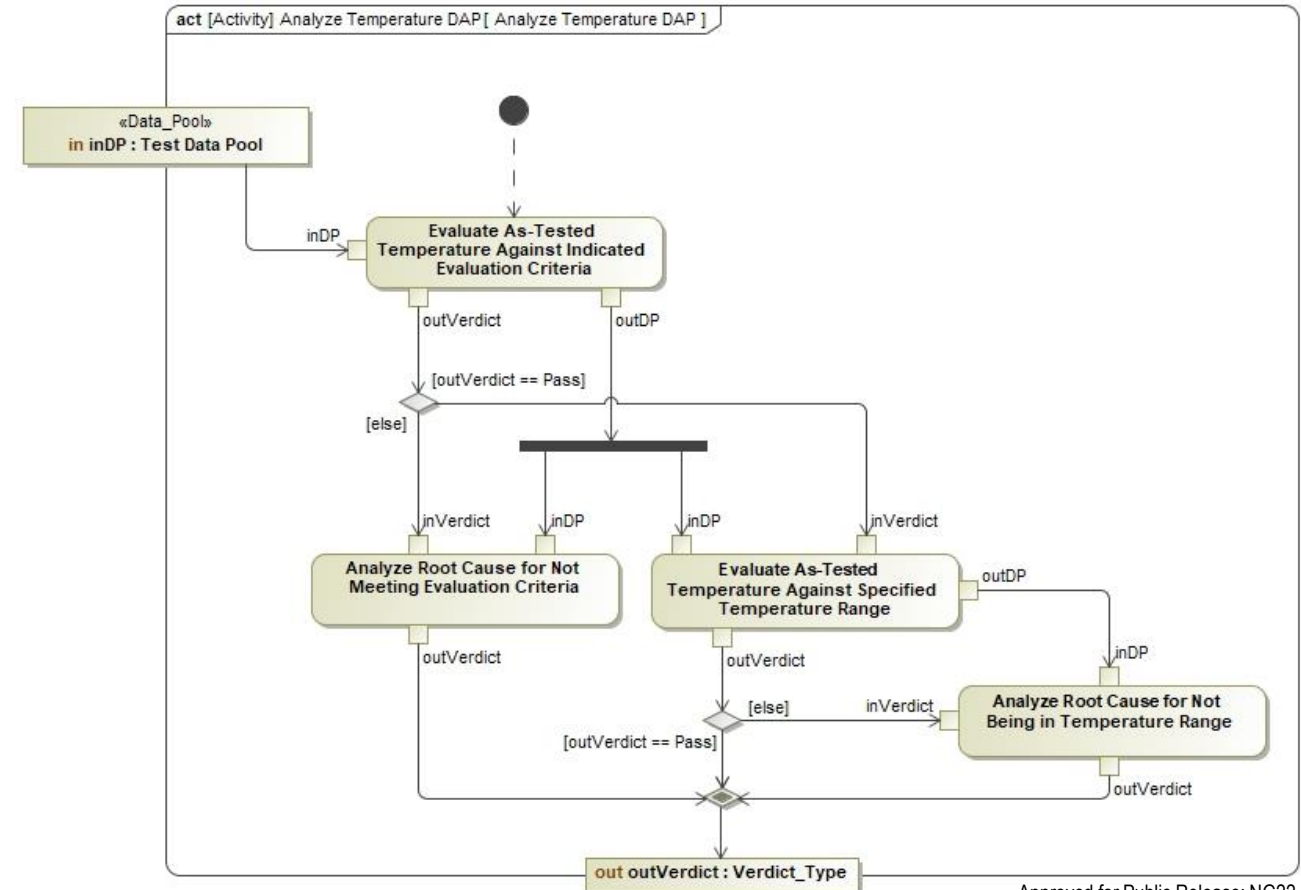 act [Activity] Analyze Temperature DAP[ Analyze Temperature DAP ]
«Data_Pool»
in inDP : Test Data Pool
inDP
Evaluate As-Tested
Temperature Against Indicated
Evaluation Criteria
outVerdict
outDP
[outVerdict == Pass]
[else]
inVerdict
inDP
inDP
inVerdict
Analyze Root Cause for Not
Meeting Evaluation Criteria
Evaluate As-Tested
Temperature Against Specified
Temperature Range
outDP
outVerdict
outVerdict
inDP
[else]
inVerdict
Analyze Root Cause for Not
Being in Temperature Range
[outVerdict == Pass]
outVerdict
out outVerdict : Verdict_Type